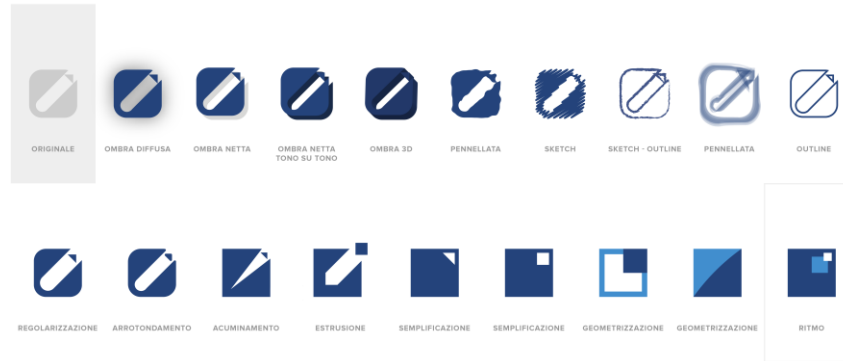 ORIGINALE
OMBRA DIFFUSA
OMBRA NETTA
OMBRA NETTA
TONO SU TONO
OMBRA 3D
PENNELLATA
SKETCH
SKETCH - OUTLINE
PENNELLATA
OUTLINE
REGOLARIZZAZIONE
ARROTONDAMENTO
ACUMINAMENTO
ESTRUSIONE
SEMPLIFICAZIONE
SEMPLIFICAZIONE
GEOMETRIZZAZIONE
GEOMETRIZZAZIONE
RITMO